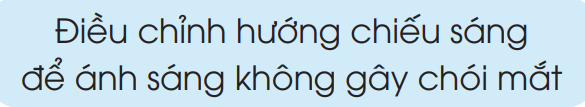 Điều chỉnh hướng chiếu sáng
để ánh sáng không gây chói mắt